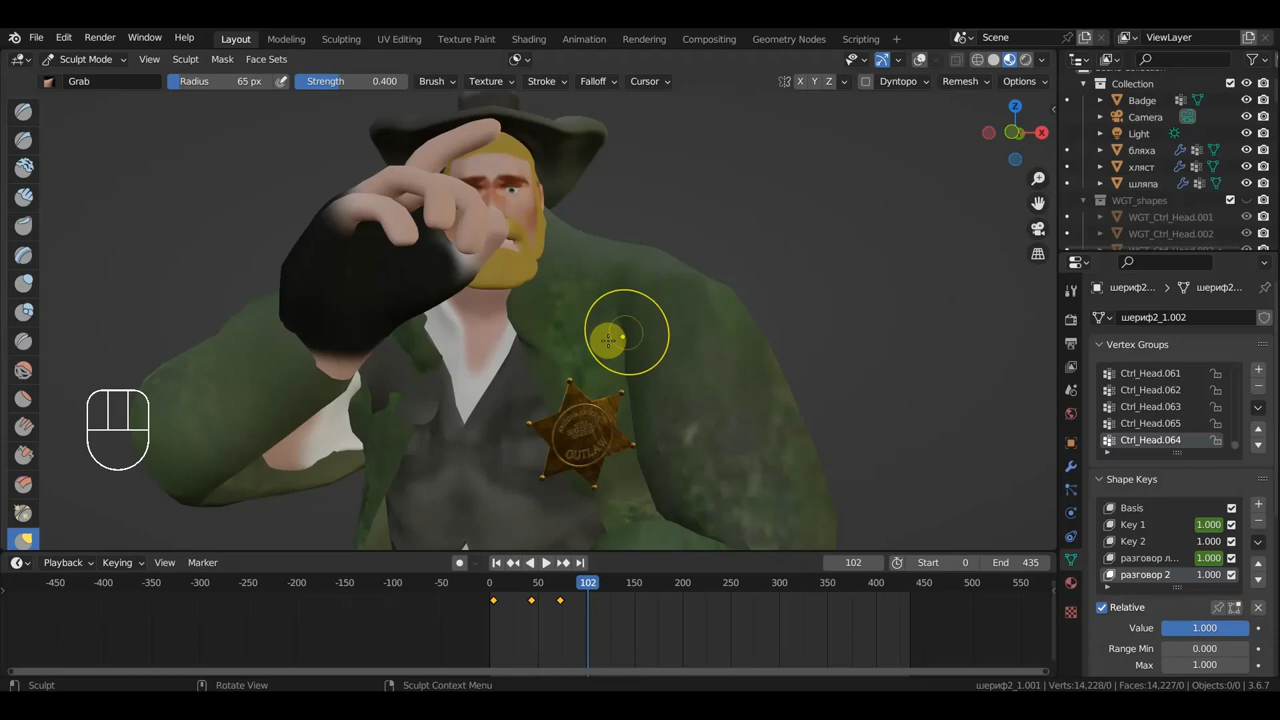 File Edit Render Window Help Layout Modeling Sculpting UV Editing Texture Paint Shading Animation Rendering Compositing Geometry Nodes Scripting Scene ViewLayer
Sculpt Mode View Sculpt Mask Face Sets
Grab Radius 65 px Strength 0.400 Brush Texture Stroke Falloff Cursor X Y Z Dyntopo Remesh Options
Collection
Badge
Camera
Light
бляха
хляст
шляпа
WGT_shapes
WGT_Ctrl_Head.001
WGT_Ctrl_Head.002
Z
X
шериф2... шериф2...
шериф2_1.002
Vertex Groups
Ctrl_Head.061
Ctrl_Head.062
Ctrl_Head.063
Ctrl_Head.065
Ctrl_Head.064
Shape Keys
Basis
Key 1 1.000
Key 2 1.000
разговор л... 1.000
разговор 2 1.000
Relative
Value 1.000
Range Min 0.000
Max 1.000
OUTLAW
Playback Keying View Marker 102 Start 0 End 435
-450 -400 -350 -300 -250 -200 -150 -100 -50 0 50 102 150 200 250 300 350 400 450 500 550
Sculpt Rotate View Sculpt Context Menu шериф2_1.001 | Verts:14,228/0 | Faces:14,227/0 | Objects:0/0 | 3.6.7